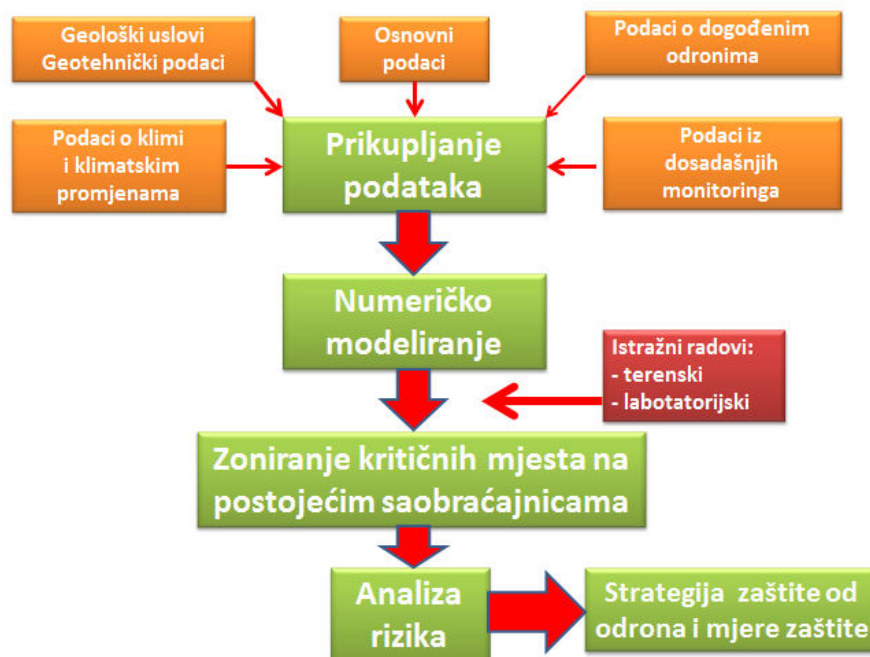 Geološki uslovi
Geotehnički podaci
Osnovni
podaci
Podaci o dogođenim
odronima
Podaci o klimi
i klimatskim
promjenama
Prikupljanje
podataka
Podaci iz
dosadašnjih
monitoringa
Numeričko
modeliranje
Istražni radovi:
- terenski
- labotatorijski
Zoniranje kritičnih mjesta na
postojećim saobraćajnicama
Analiza
rizika
Strategija zaštite od
odrona i mjere zaštite